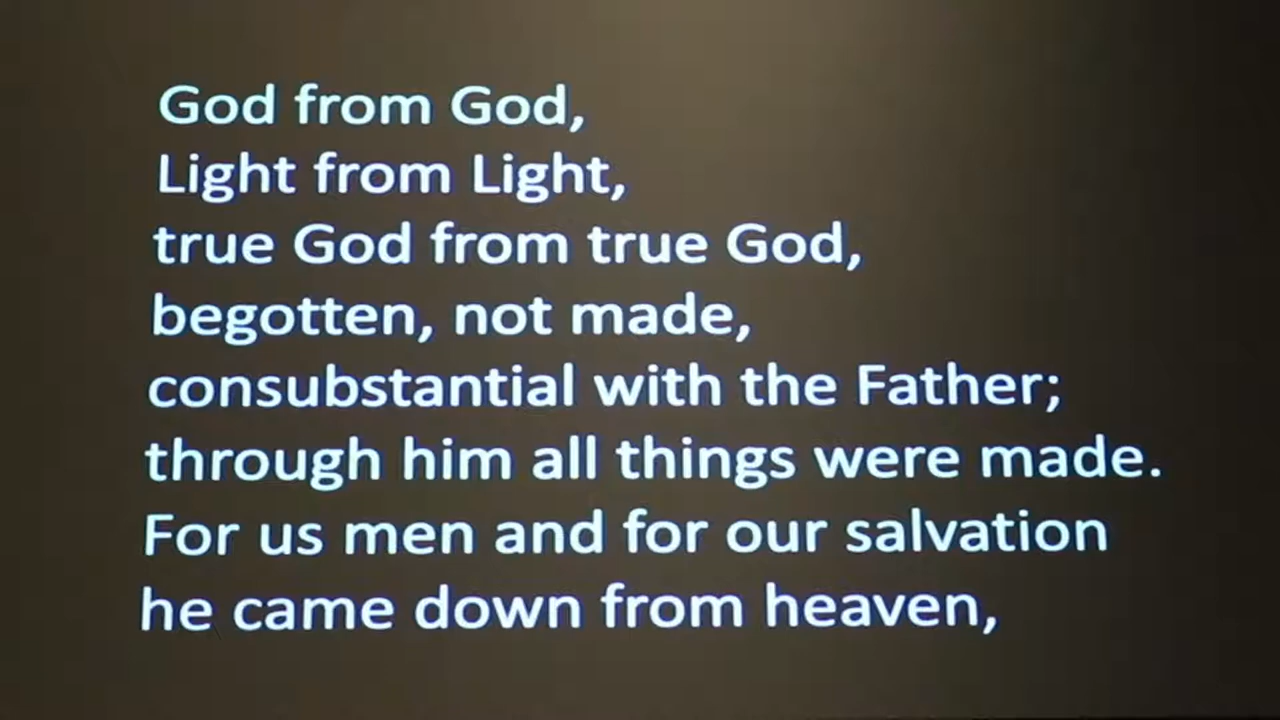 God from God,
Light from Light,
true God from true God,
begotten, not made,
consubstantial with the Father;
through him all things were made.
For us men and for our salvation
he came down from heaven,